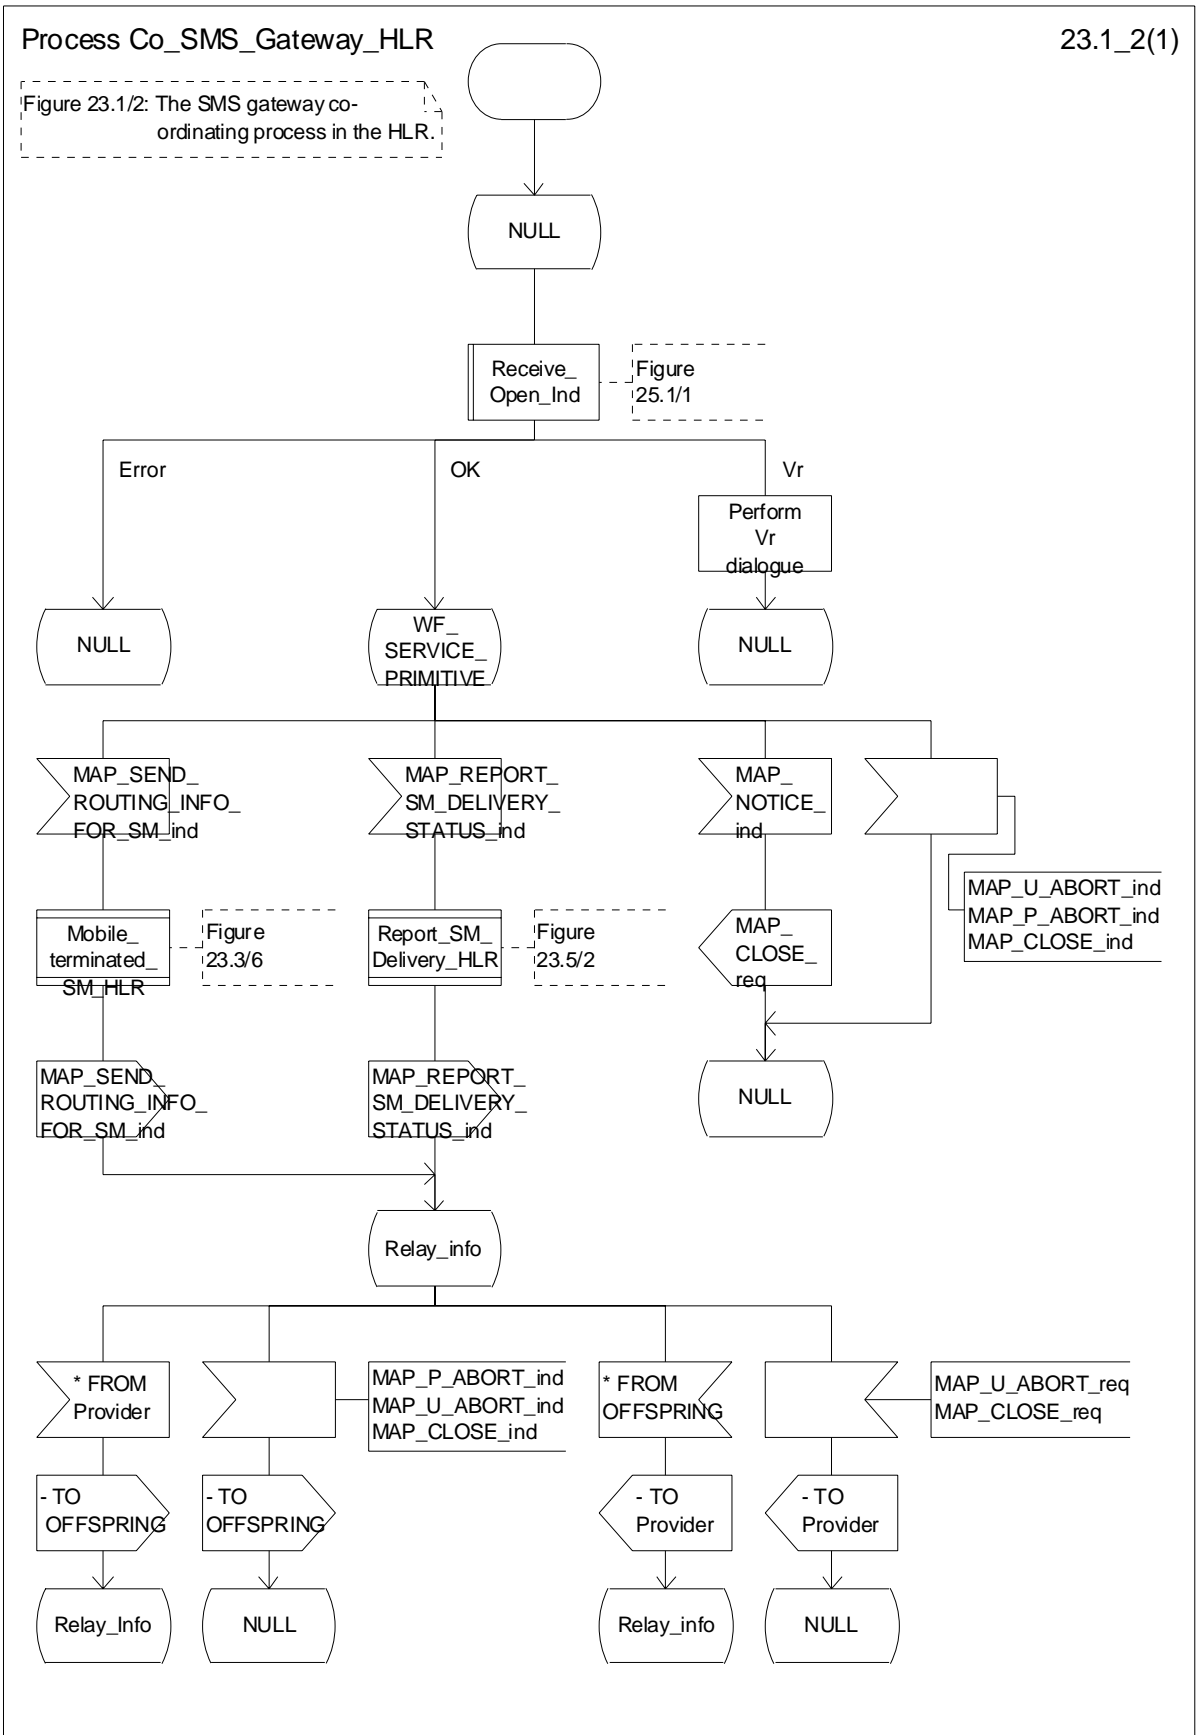 Process Co_SMS_Gateway_HLR
23.1_2(1)
Figure 23.1/2: The SMS gateway co-
ordinating process in the HLR.
NULL
Receive_
Open_Ind
Figure
25.1/1
Error
OK
Vr
Perform
Vr
dialogue
NULL
WF_
SERVICE_
PRIMITIVE
NULL
MAP_SEND_
ROUTING_INFO_
FOR_SM_ind
MAP_REPORT_
SM_DELIVERY_
STATUS_ind
MAP_
NOTICE_
ind
MAP_U_ABORT_ind
MAP_P_ABORT_ind
MAP_CLOSE_ind
Mobile_
terminated_
SM_HLR
Figure
23.3/6
Report_SM_
Delivery_HLR
Figure
23.5/2
MAP_
CLOSE_
req
MAP_SEND_
ROUTING_INFO_
FOR_SM_ind
MAP_REPORT_
SM_DELIVERY_
STATUS_ind
NULL
Relay_info
* FROM
Provider
MAP_P_ABORT_ind
MAP_U_ABORT_ind
MAP_CLOSE_ind
* FROM
OFFSPRING
MAP_U_ABORT_req
MAP_CLOSE_req
- TO
OFFSPRING
- TO
OFFSPRING
- TO
Provider
- TO
Provider
Relay_Info
NULL
Relay_info
NULL